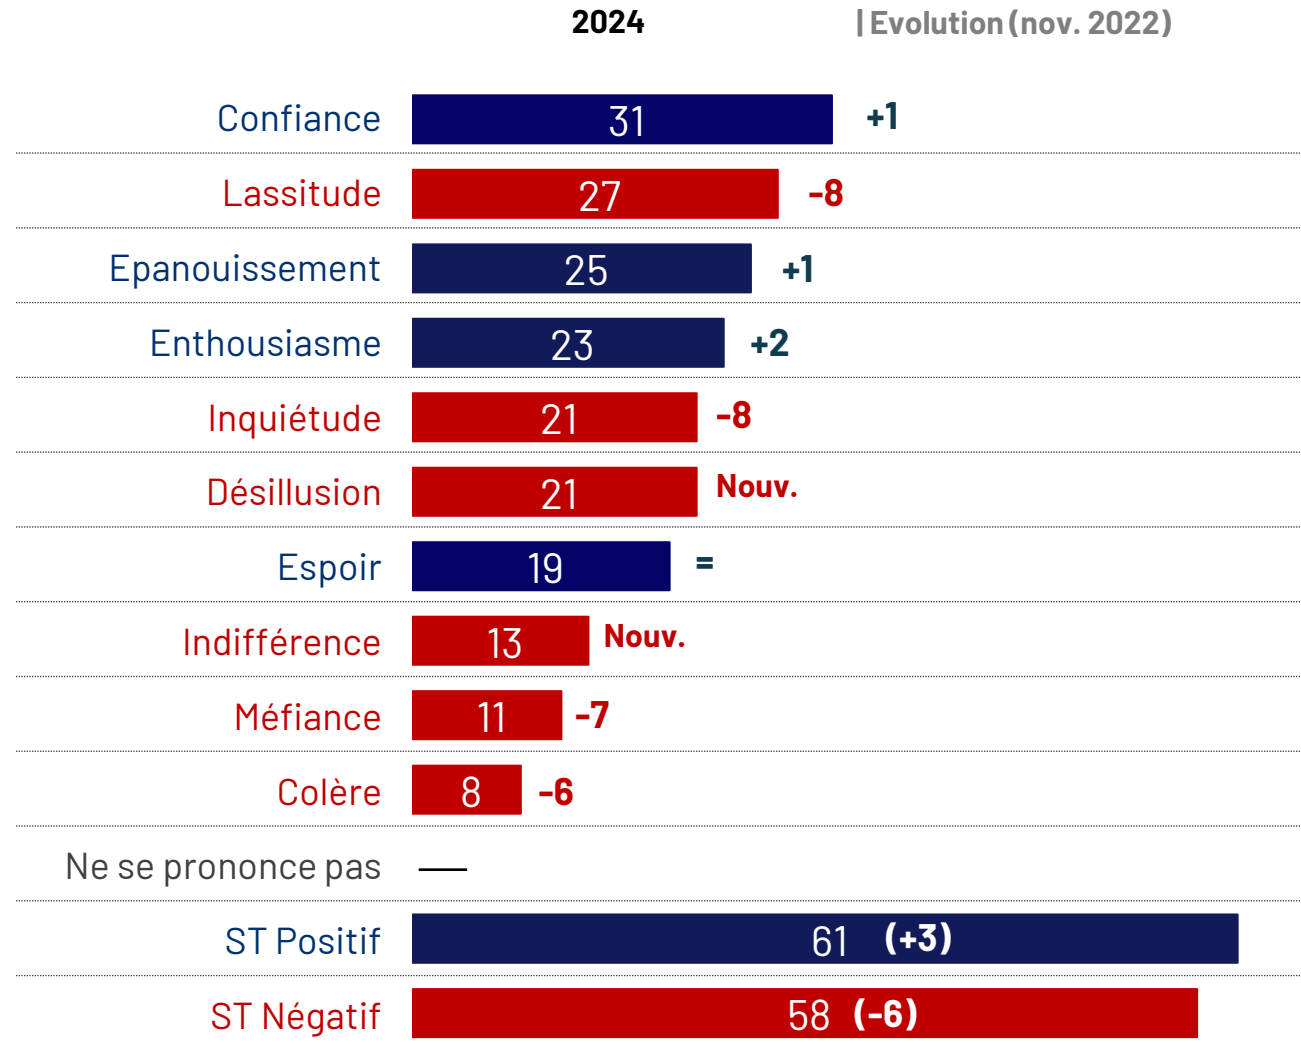 2024 | Evolution (nov. 2022)
Confiance 31 +1
Lassitude 27 -8
Epanouissement 25 +1
Enthousiasme 23 +2
Inquiétude 21 -8
Désillusion 21 Nouv.
Espoir 19 =
Indifférence 13 Nouv.
Méfiance 11 -7
Colère 8 -6
Ne se prononce pas —
ST Positif 61 (+3)
ST Négatif 58 (-6)